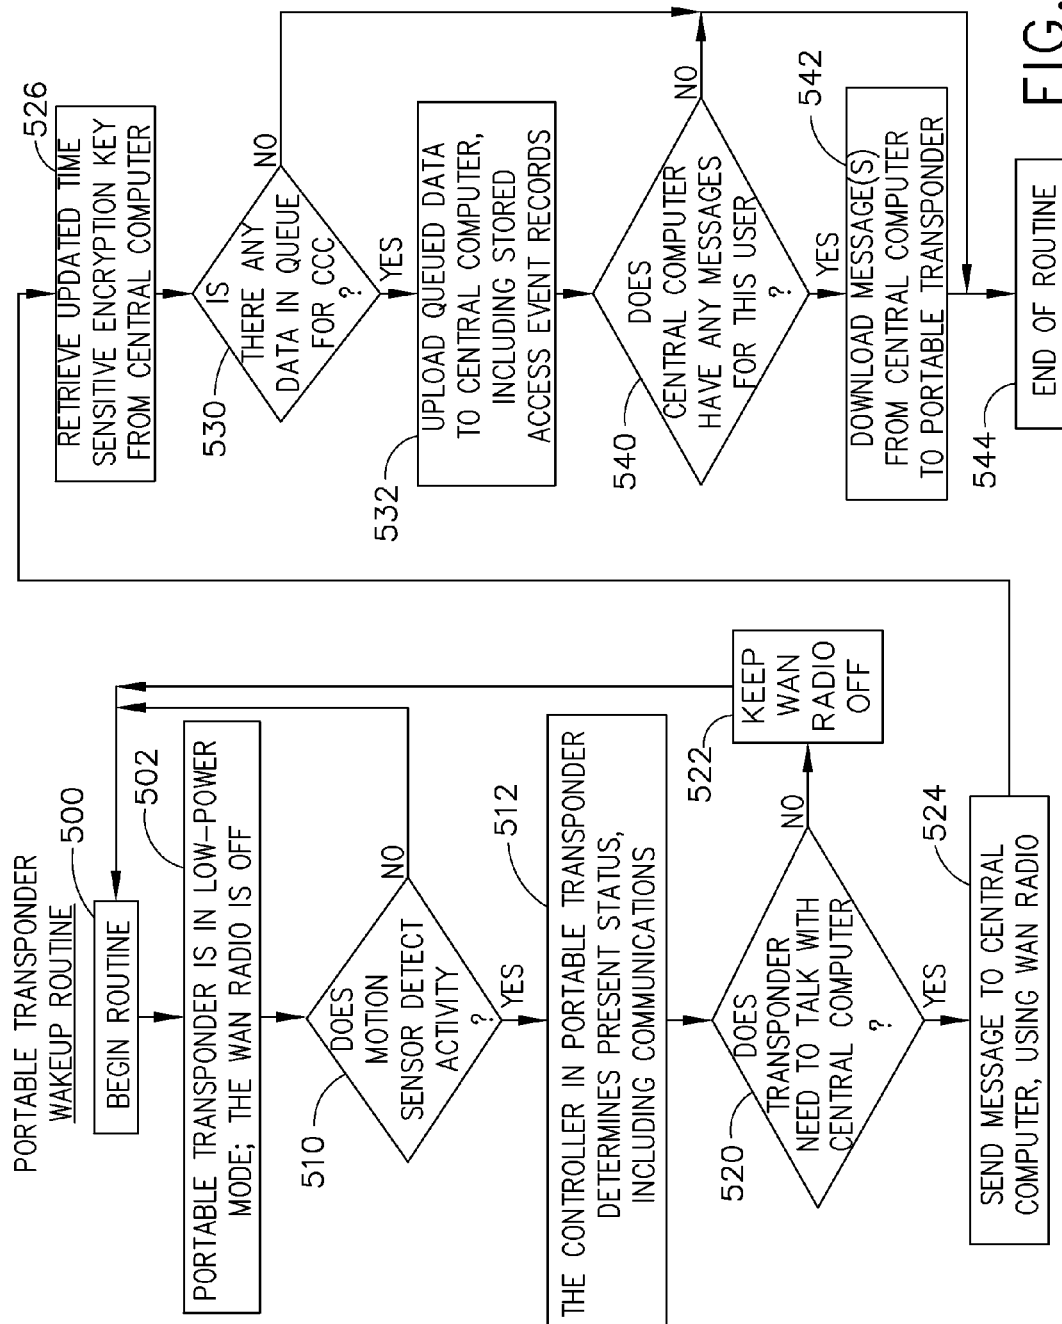 PORTABLE TRANSPONDER
WAKEUP ROUTINE
500
BEGIN ROUTINE
502
PORTABLE TRANSPONDER IS IN LOW-POWER
MODE; THE WAN RADIO IS OFF
510
DOES
MOTION
SENSOR DETECT
ACTIVITY
?
NO
YES
512
THE CONTROLLER IN PORTABLE TRANSPONDER
DETERMINES PRESENT STATUS,
INCLUDING COMMUNICATIONS
520
DOES
TRANSPONDER
NEED TO TALK WITH
CENTRAL COMPUTER
?
NO
YES
522
KEEP
WAN
RADIO
OFF
524
SEND MESSAGE TO CENTRAL
COMPUTER, USING WAN RADIO
526
RETRIEVE UPDATED TIME
SENSITIVE ENCRYPTION KEY
FROM CENTRAL COMPUTER
530
IS
THERE ANY
DATA IN QUEUE
FOR CCC
?
NO
YES
532
UPLOAD QUEUED DATA
TO CENTRAL COMPUTER,
INCLUDING STORED
ACCESS EVENT RECORDS
540
DOES
CENTRAL COMPUTER
HAVE ANY MESSAGES
FOR THIS USER
?
NO
YES
542
DOWNLOAD MESSAGE(S)
FROM CENTRAL COMPUTER
TO PORTABLE TRANSPONDER
544
END OF ROUTINE
FIG.